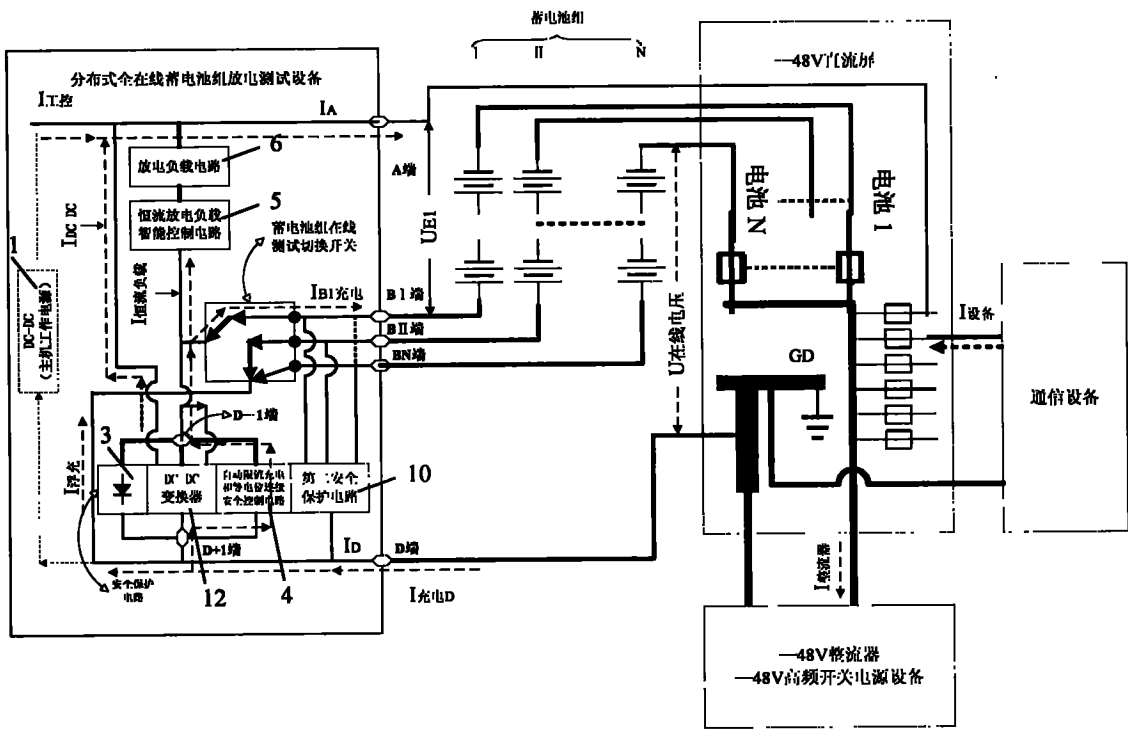 蓄电池组
I II N
—48V直流屏
分布式全在线蓄电池组放电测试设备
I工控
IA
6
放电负载电路
A端
5
恒流放电负载
智能控制电路
IDC DC
UE1
电池N
电池1
蓄电池组在线
测试切换开关
1
DC-DC
(主机工作电源)
I恒流负载
IB1充电
BⅠ端
BⅡ端
BN端
U在线电压
I设备
GD
通信设备
D—1端
3
I浮充
DC DC
变换器
自动限流充电
和等电位连接
安全控制电路
第二安全
保护电路
10
D+1端
ID
D端
安全保护
电路
12
4
I充电D
I整流器
—48V整流器
—48V高频开关电源设备